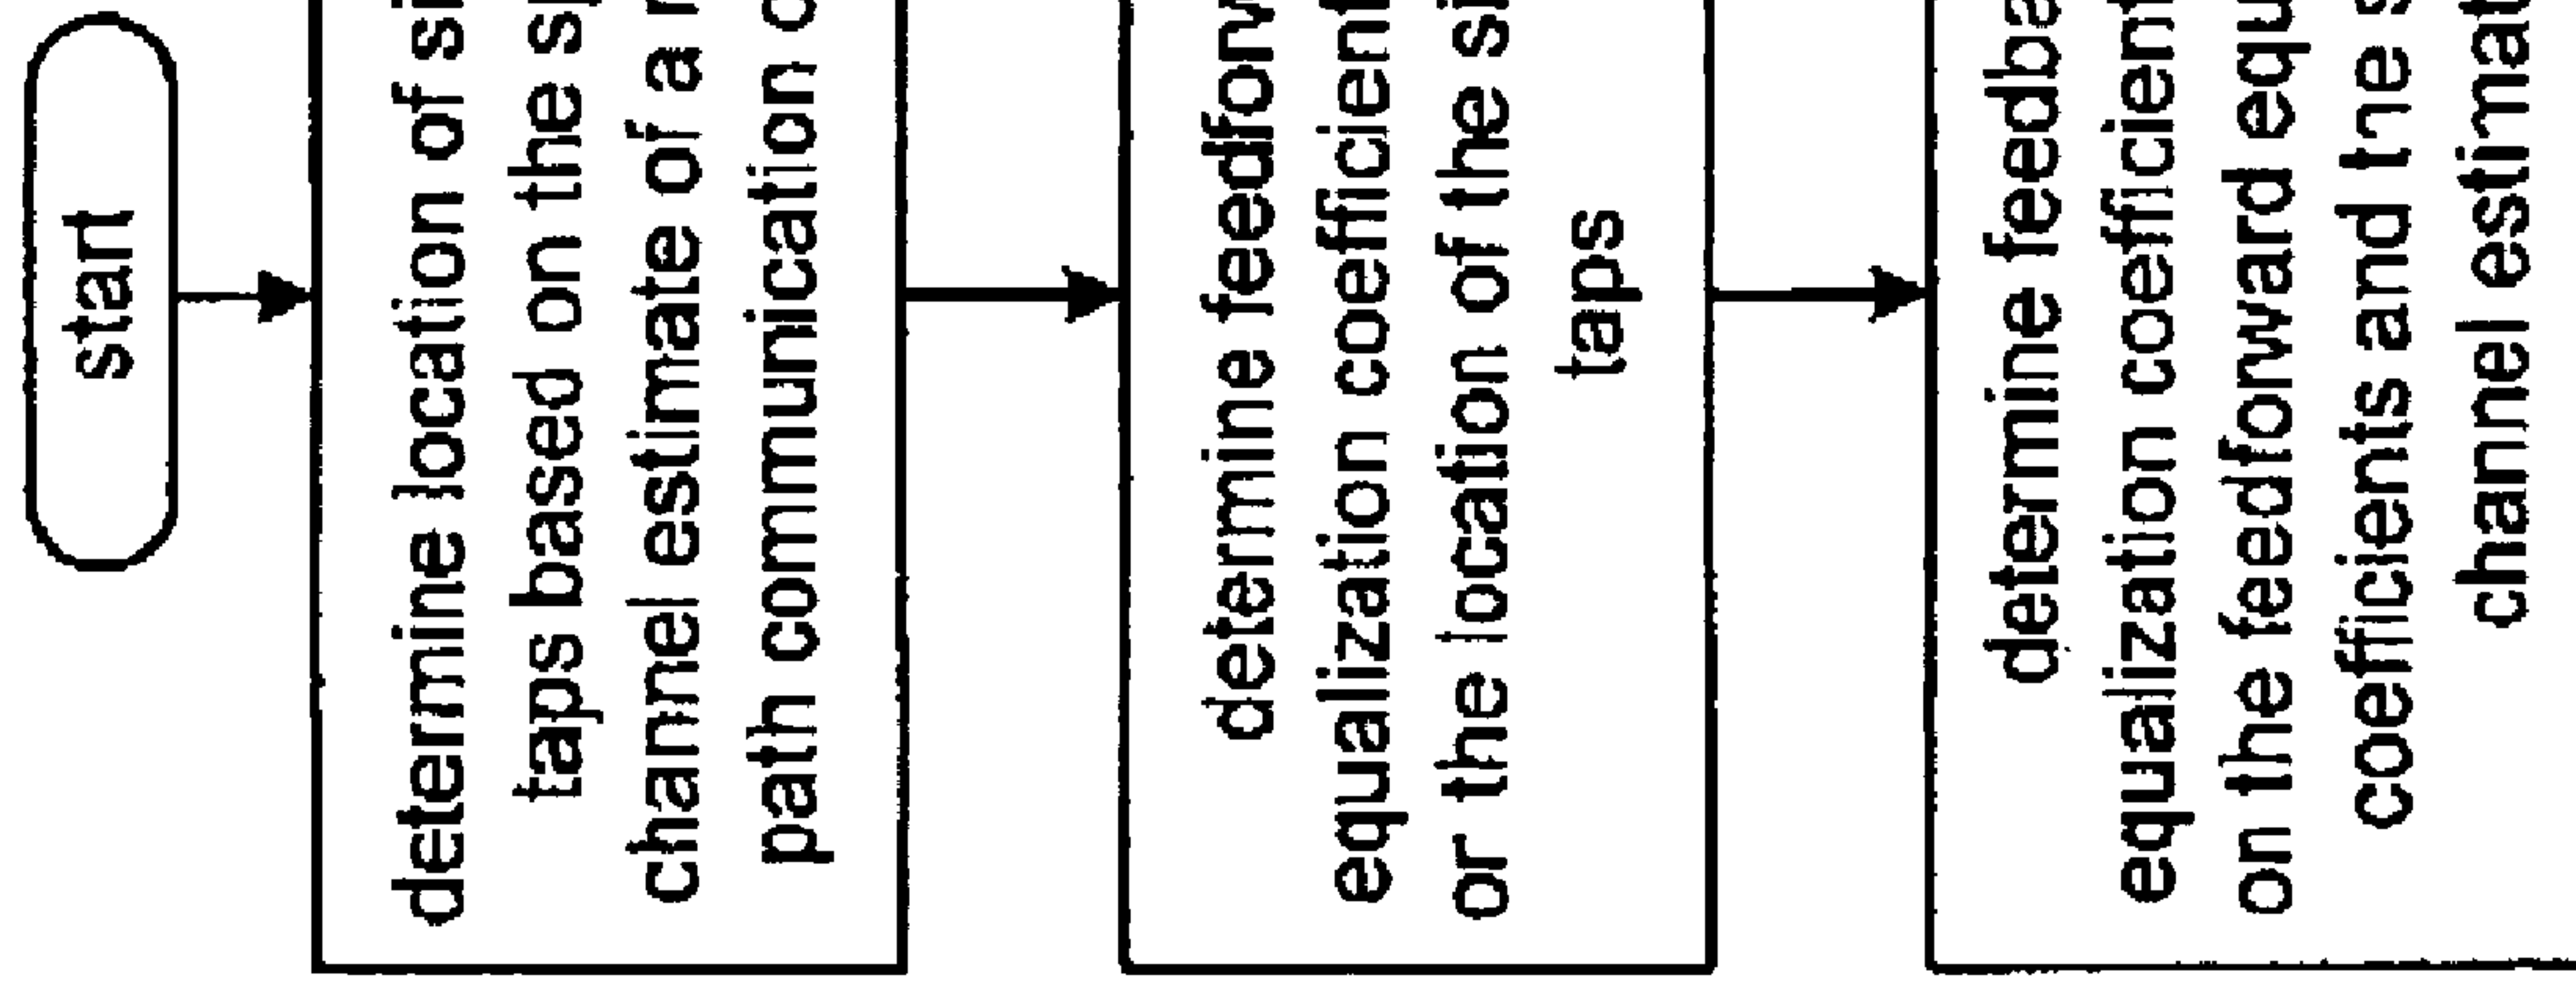 start
determine location of si
taps based on the sp
channel estimate of a
path communication
determine feedforw
equalization coefficient
or the location of the si
taps
determine feedba
equalization coefficient
on the feedforward equ
coefficients and the s
channel estimat